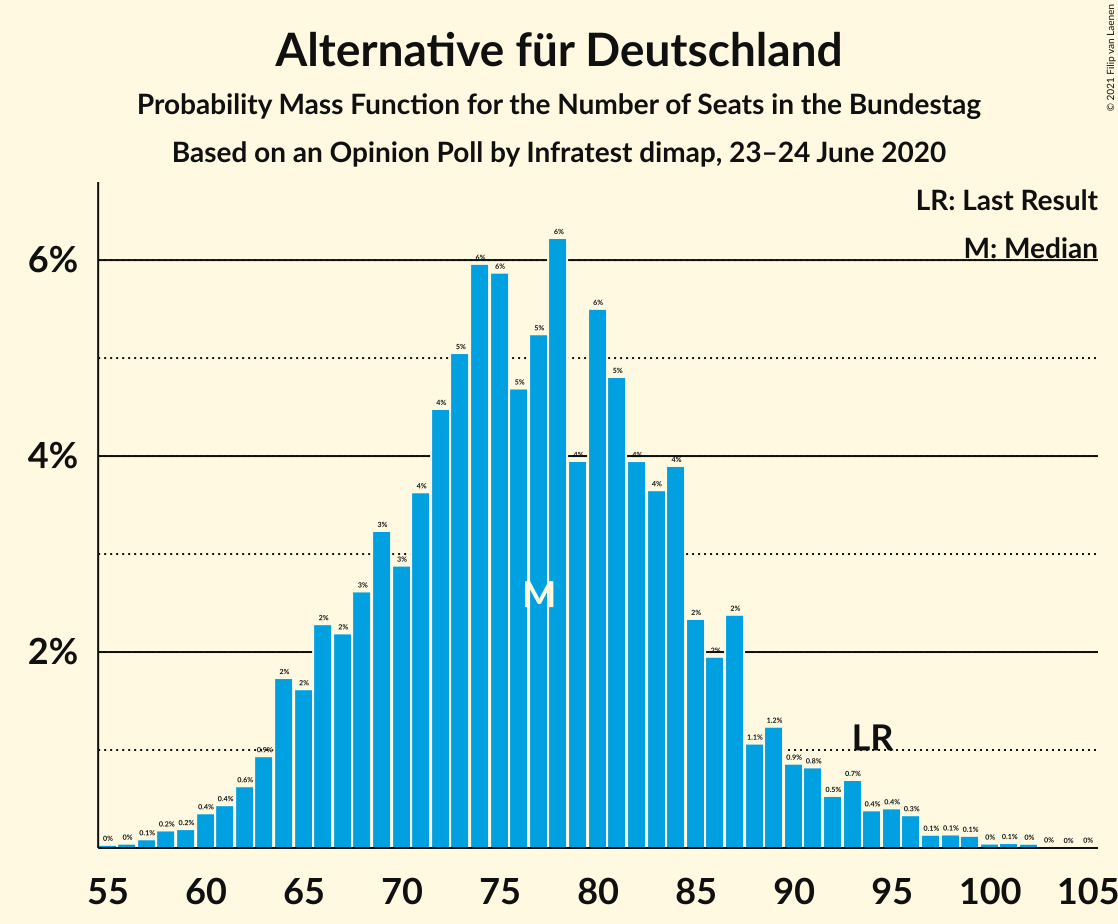 Alternative für Deutschland
Probability Mass Function for the Number of Seats in the Bundestag
Based on an Opinion Poll by Infratest dimap, 23–24 June 2020
© 2021 Filip van Laenen
LR: Last Result
M: Median
6%
4%
2%
0% 0% 0.1% 0.2% 0.2% 0.4% 0.4% 0.6% 0.9% 2% 2% 2% 2% 3% 3% 3% 4% 4% 5% 6% 6% 5% 5% 6% 4% 6% 5% 4% 4% 4% 2% 2% 2% 1.1% 1.2% 0.9% 0.8% 0.5% 0.7% 0.4% 0.4% 0.3% 0.1% 0.1% 0.1% 0% 0.1% 0% 0% 0% 0%
M
LR
55 60 65 70 75 80 85 90 95 100 105